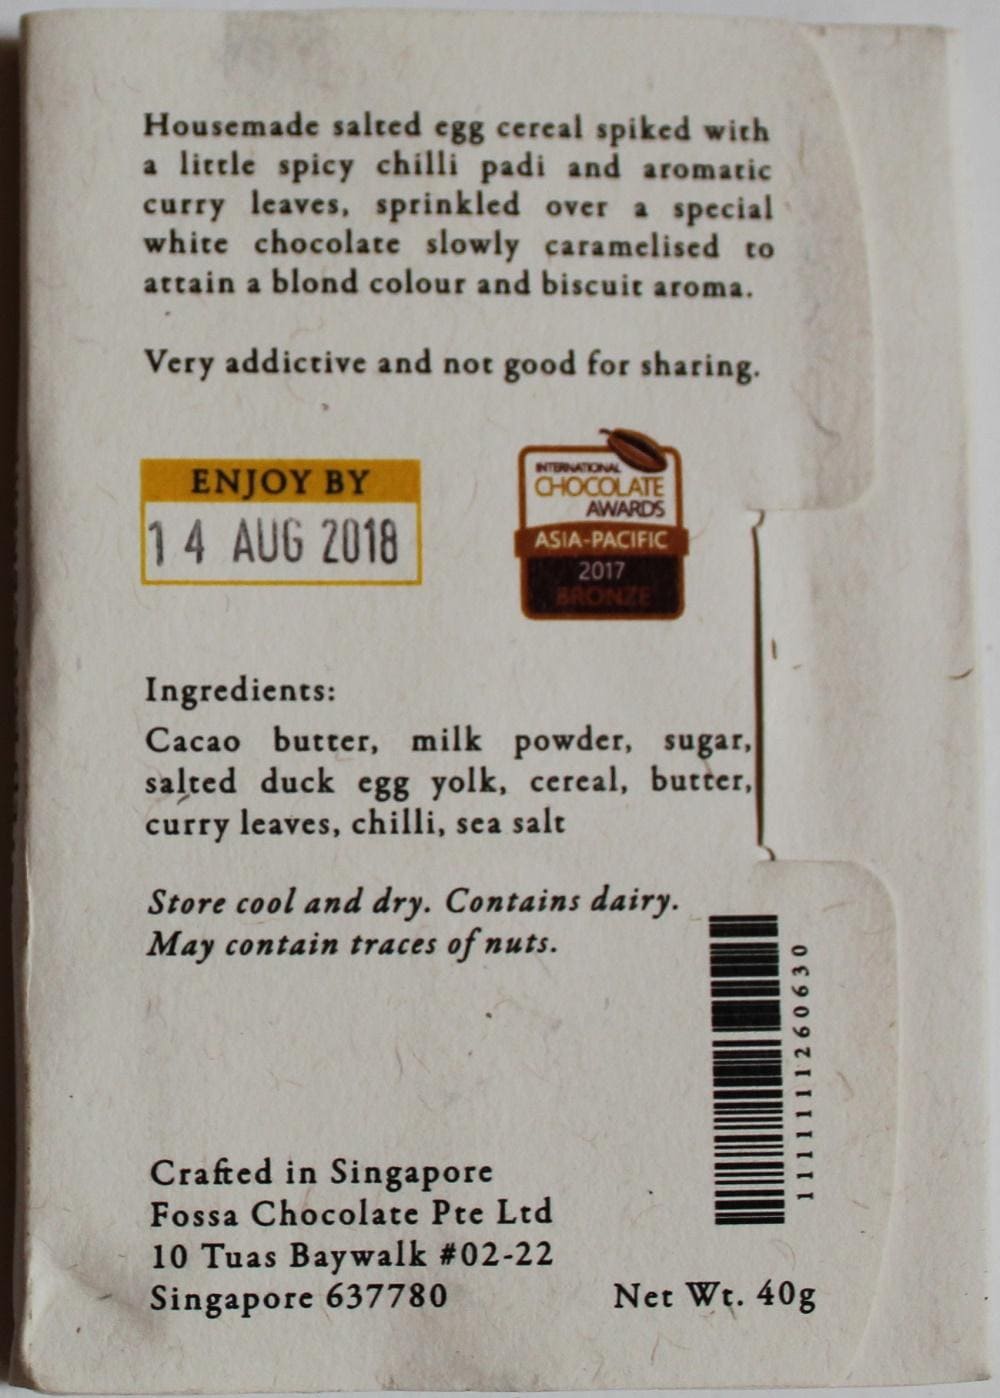 Housemade salted egg cereal spiked with
a little spicy chilli padi and aromatic
curry leaves, sprinkled over a special
white chocolate slowly caramelised to
attain a blond colour and biscuit aroma.
Very addictive and not good for sharing.
ENJOY BY
14 AUG 2018
INTERNATIONAL
CHOCOLATE
AWARDS
ASIA-PACIFIC
2017
BRONZE
Ingredients:
Cacao butter, milk powder, sugar,
salted duck egg yolk, cereal, butter,
curry leaves, chilli, sea salt
Store cool and dry. Contains dairy.
May contain traces of nuts.
1111111260630
Crafted in Singapore
Fossa Chocolate Pte Ltd
10 Tuas Baywalk #02-22
Singapore 637780
Net Wt. 40g